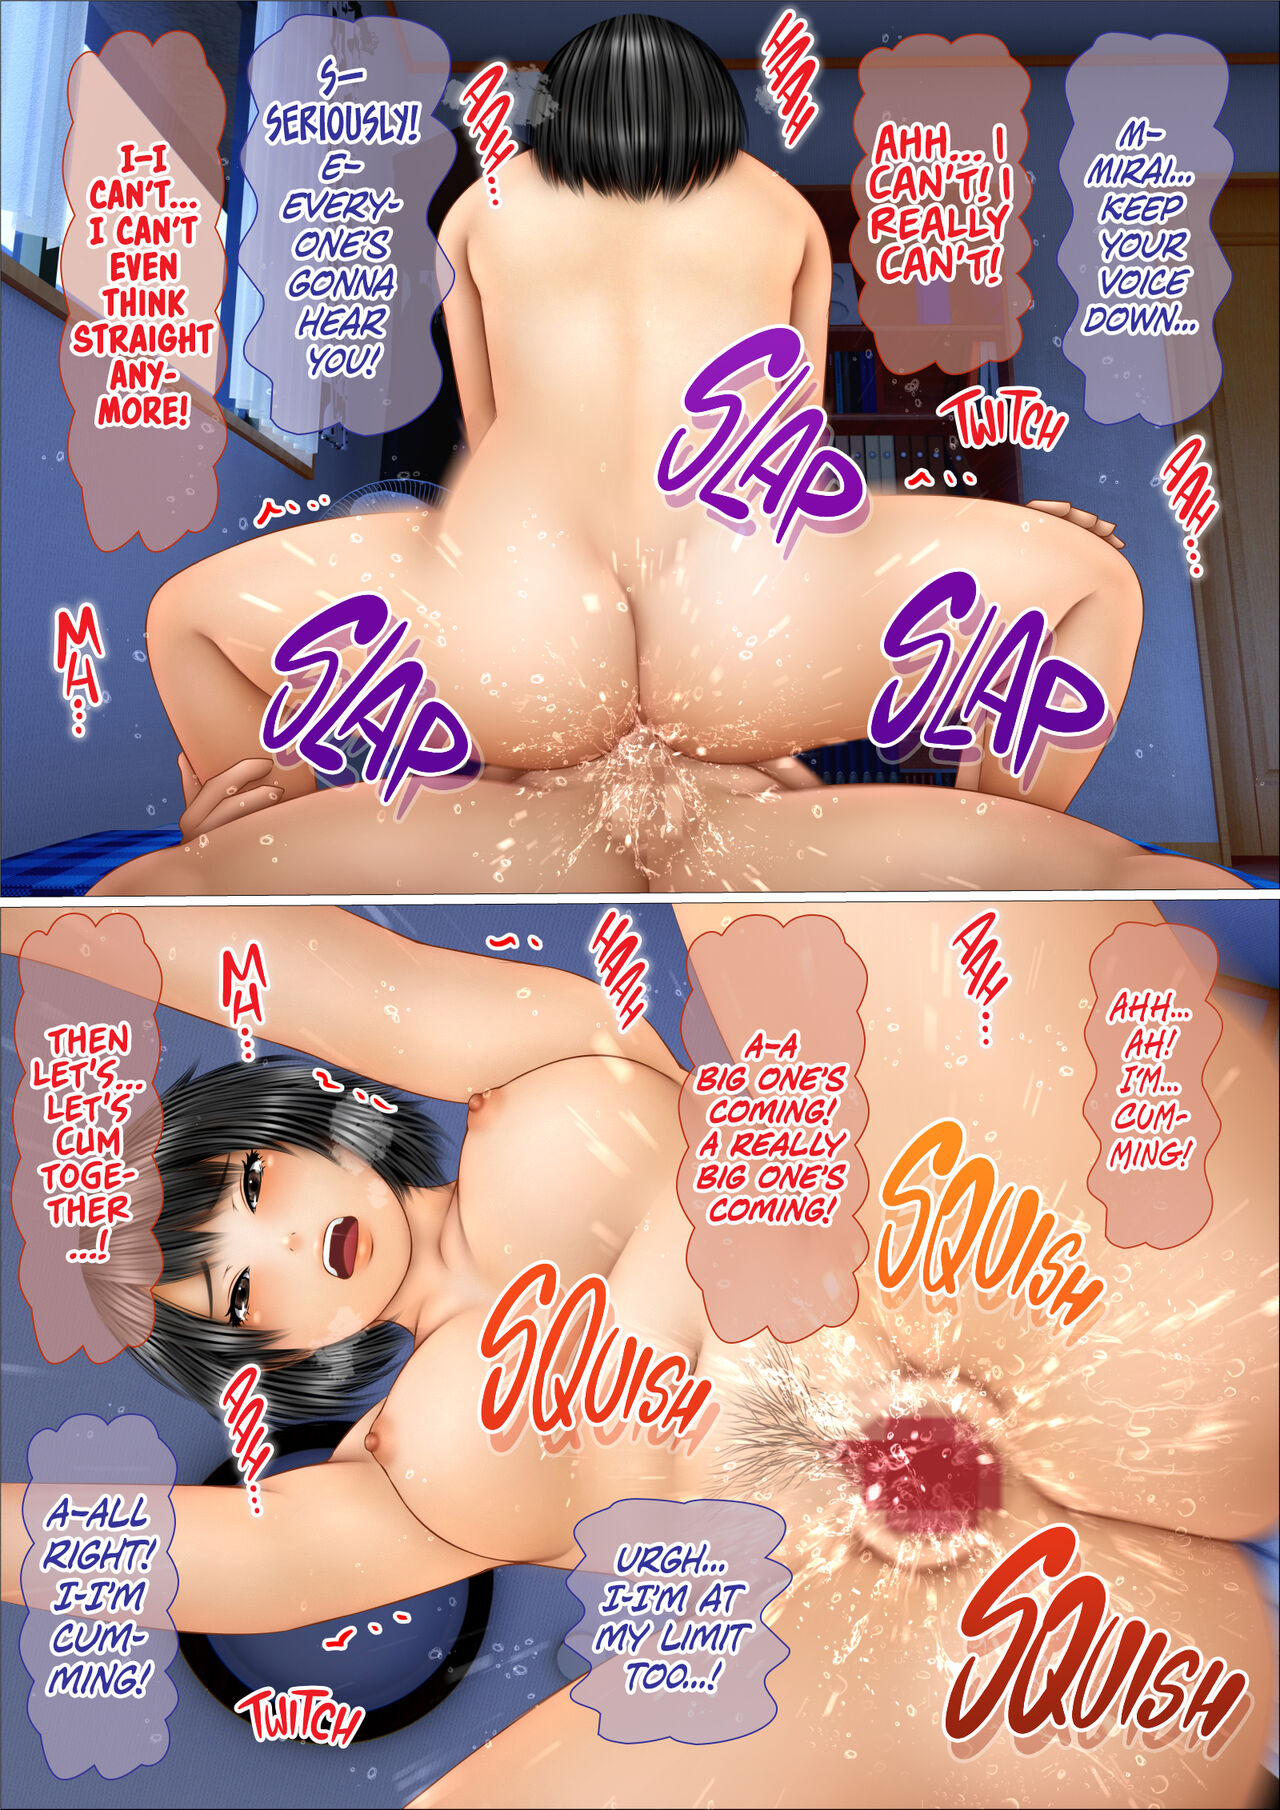 M-
MIRAI...
KEEP
YOUR
VOICE
DOWN...
HAAH
AHH... I
CAN'T! I
REALLY
CAN'T!
AAH...
S-
SERIOUSLY!
E-
EVERY-
ONE'S
GONNA
HEAR
YOU!
I-I
CAN'T...
I CAN'T
EVEN
THINK
STRAIGHT
ANY-
MORE!
TWITCH
SLAP
AAH...
SLAP
SLAP
MH...
AHH...
AH!
I'M...
CUM-
MING!
AAH...
A-A
BIG ONE'S
COMING!
A REALLY
BIG ONE'S
COMING!
HAAH
MH...
THEN
LET'S...
LET'S
CUM
TOGE-
THER
...!
SQUISH
SQUISH
AAH...
URGH...
I-I'M AT
MY LIMIT
TOO...!
A-ALL
RIGHT!
I-I'M
CUM-
MING!
SQUISH
TWITCH